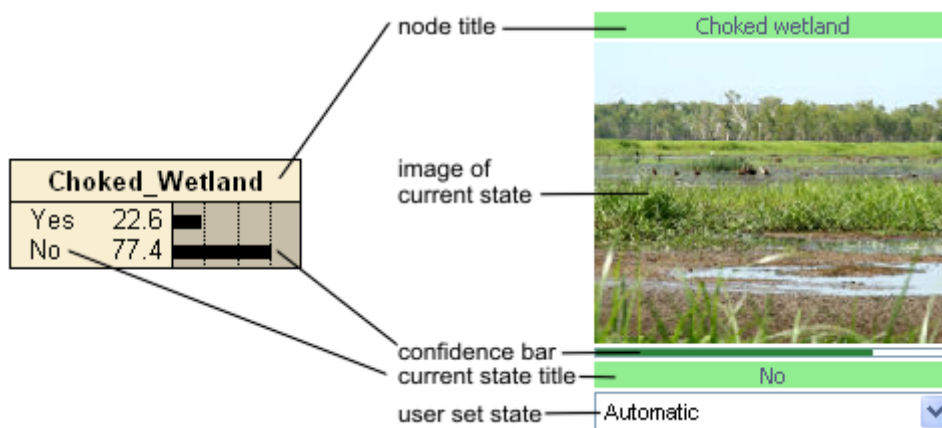 node title
Choked wetland
image of
current state
Choked_Wetland
Yes 22.6
No 77.4
confidence bar
current state title
No
user set state
Automatic